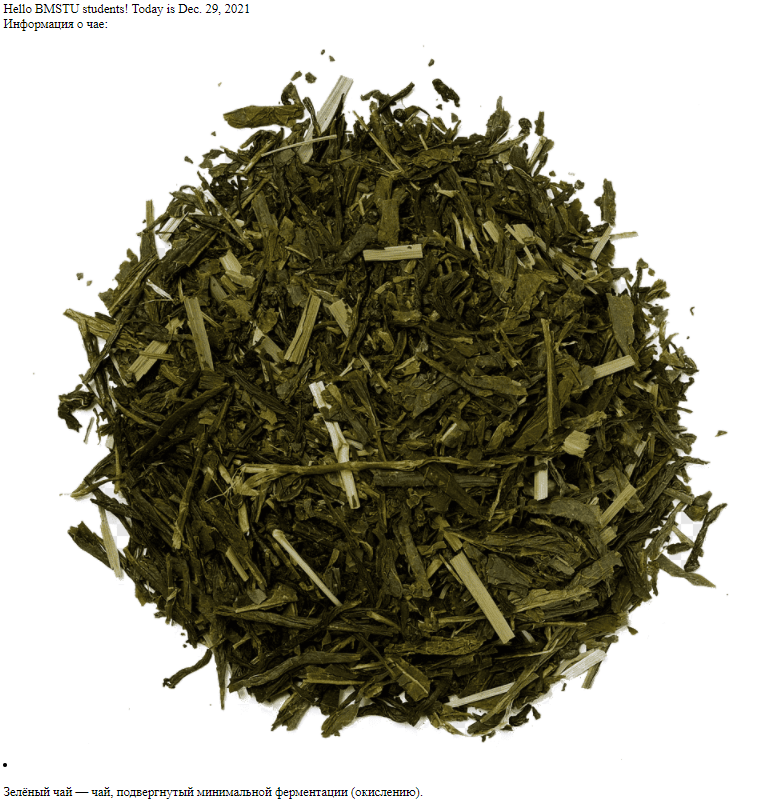 Hello BMSTU students! Today is Dec. 29, 2021
Информация о чае:
Зелёный чай — чай, подвергнутый минимальной ферментации (окислению).